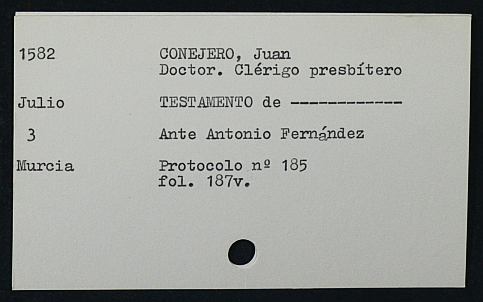 1582 CONEJERO, Juan
Doctor. Clérigo presbítero
Julio TESTAMENTO de ------------
3 Ante Antonio Fernández
Murcia Protocolo nº 185
fol. 187v.